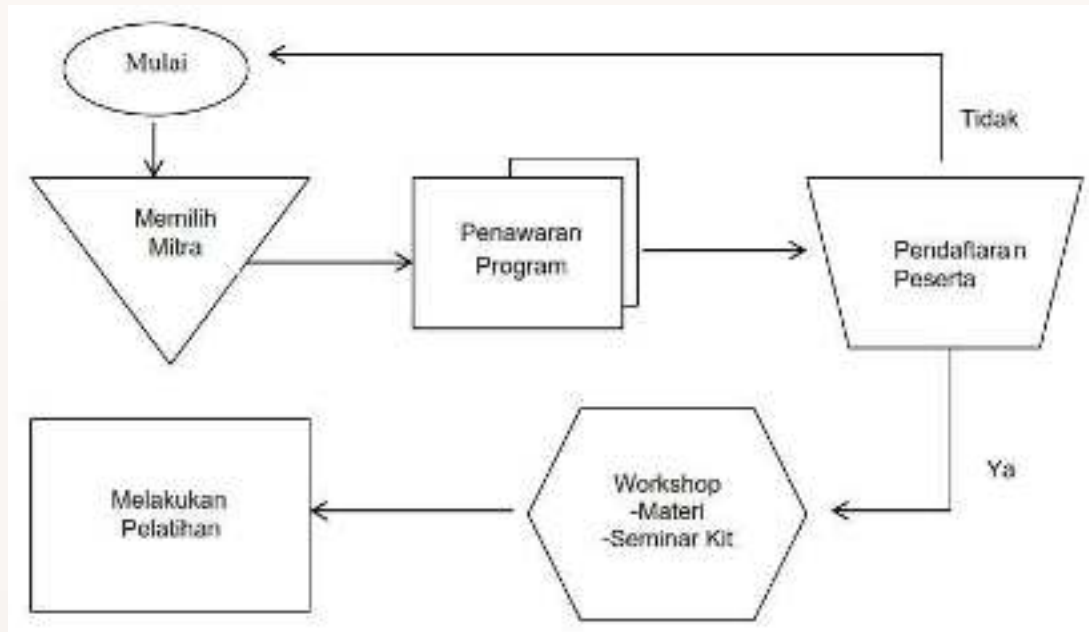 Mulai
Tidak
Memilih
Mitra
Penawaran
Program
Pendaftaran
Peserta
Ya
Workshop
-Materi
-Seminar Kit
Melakukan
Pelatihan